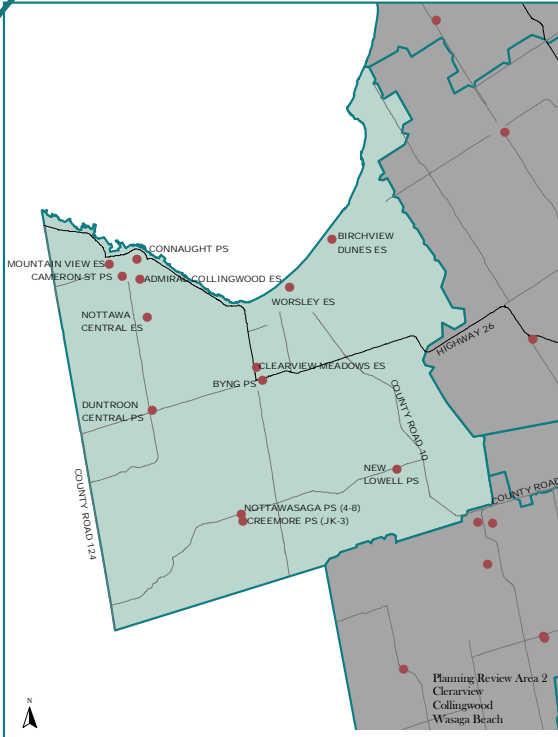 CONNAUGHT PS
MOUNTAIN VIEW ES
CAMERON ST PS
ADMIRAL COLLINGWOOD ES
BIRCHVIEW
DUNES ES
WORSLEY ES
NOTTAWA
CENTRAL ES
HIGHWAY 26
CLEARVIEW MEADOWS ES
BYNG PS
DUNTROON
CENTRAL PS
COUNTY ROAD 10
COUNTY ROAD 124
NEW
LOWELL PS
COUNTY ROAD
NOTTAWASAGA PS (4-8)
CREEMORE PS (JK-3)
Planning Review Area 2
Clerarview
Collingwood
Wasaga Beach
N